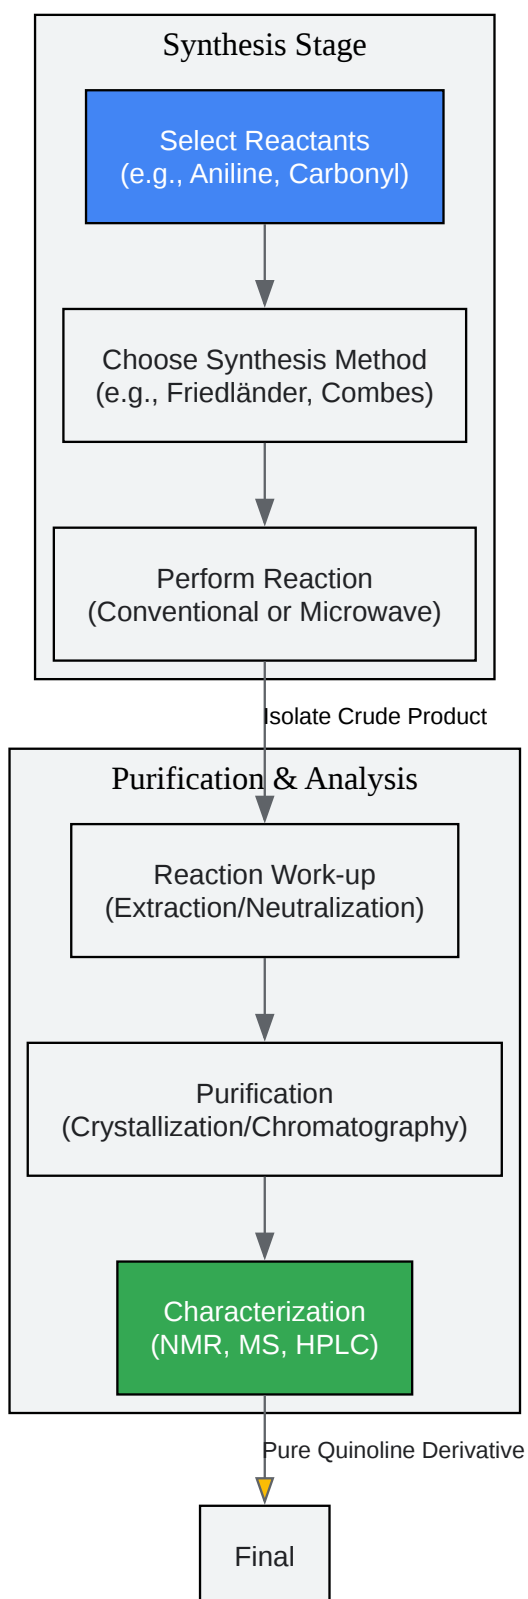 Synthesis Stage
Select Reactants
(e.g., Aniline, Carbonyl)
Choose Synthesis Method
(e.g., Friedländer, Combes)
Perform Reaction
(Conventional or Microwave)
Isolate Crude Product
Purification & Analysis
Reaction Work-up
(Extraction/Neutralization)
Purification
(Crystallization/Chromatography)
Characterization
(NMR, MS, HPLC)
Pure Quinoline Derivative
Final